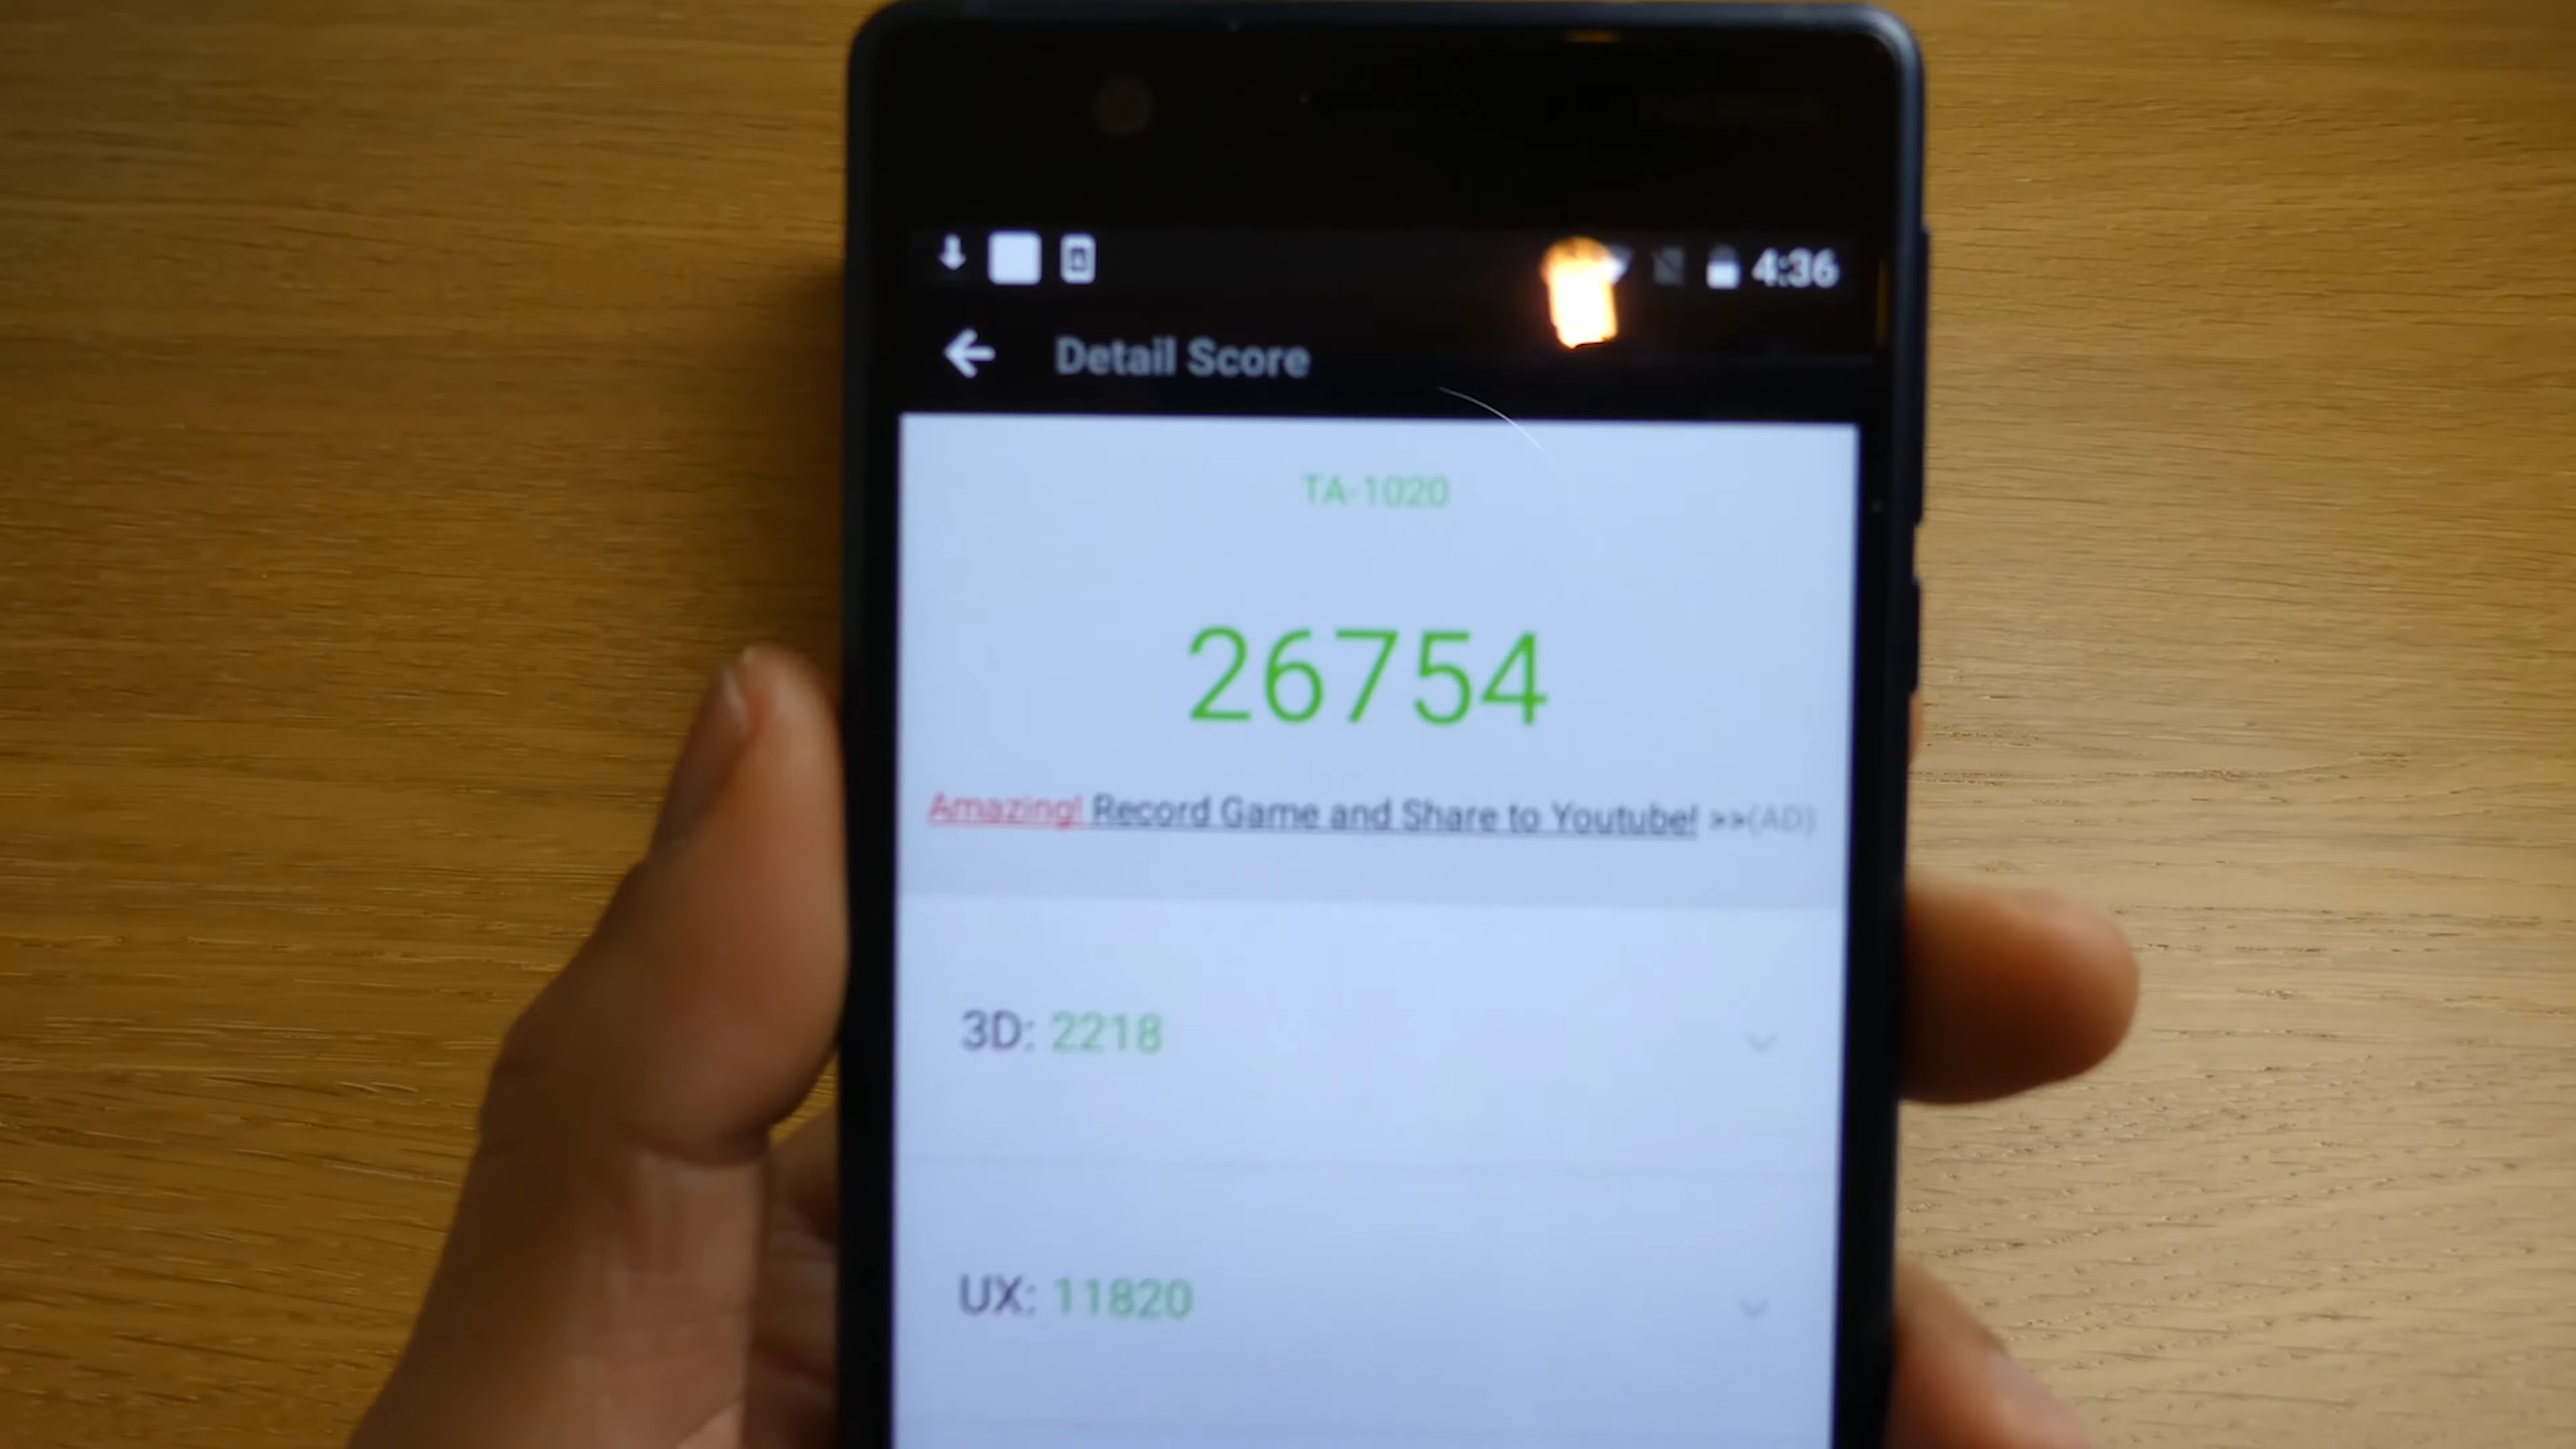 4:36
Detail Score
TA-1020
26754
Amazing! Record Game and Share to Youtube! >>(AD)
3D: 2218
UX: 11820